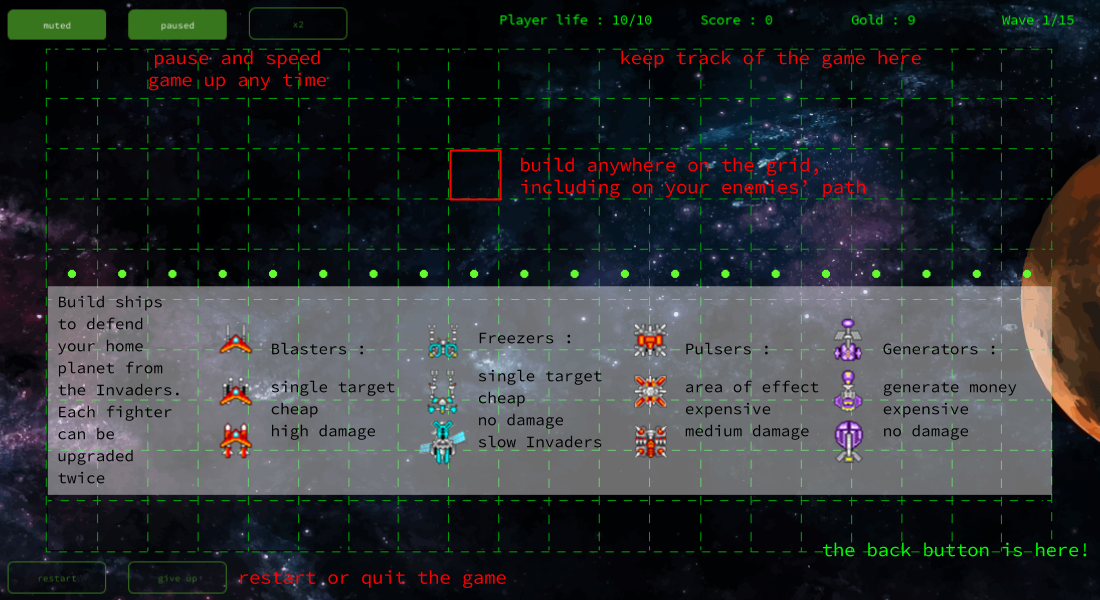 muted
paused
x2
Player life : 10/10
Score : 0
Gold : 9
Wave 1/15
pause and speed
game up any time
keep track of the game here
build anywhere on the grid,
including on your enemies' path
Build ships
to defend
your home
planet from
the Invaders.
Each fighter
can be
upgraded
twice
Blasters :
single target
cheap
high damage
Freezers :
single target
cheap
no damage
slow Invaders
Pulsers :
area of effect
expensive
medium damage
Generators :
generate money
expensive
no damage
the back button is here!
restart
give up
restart or quit the game